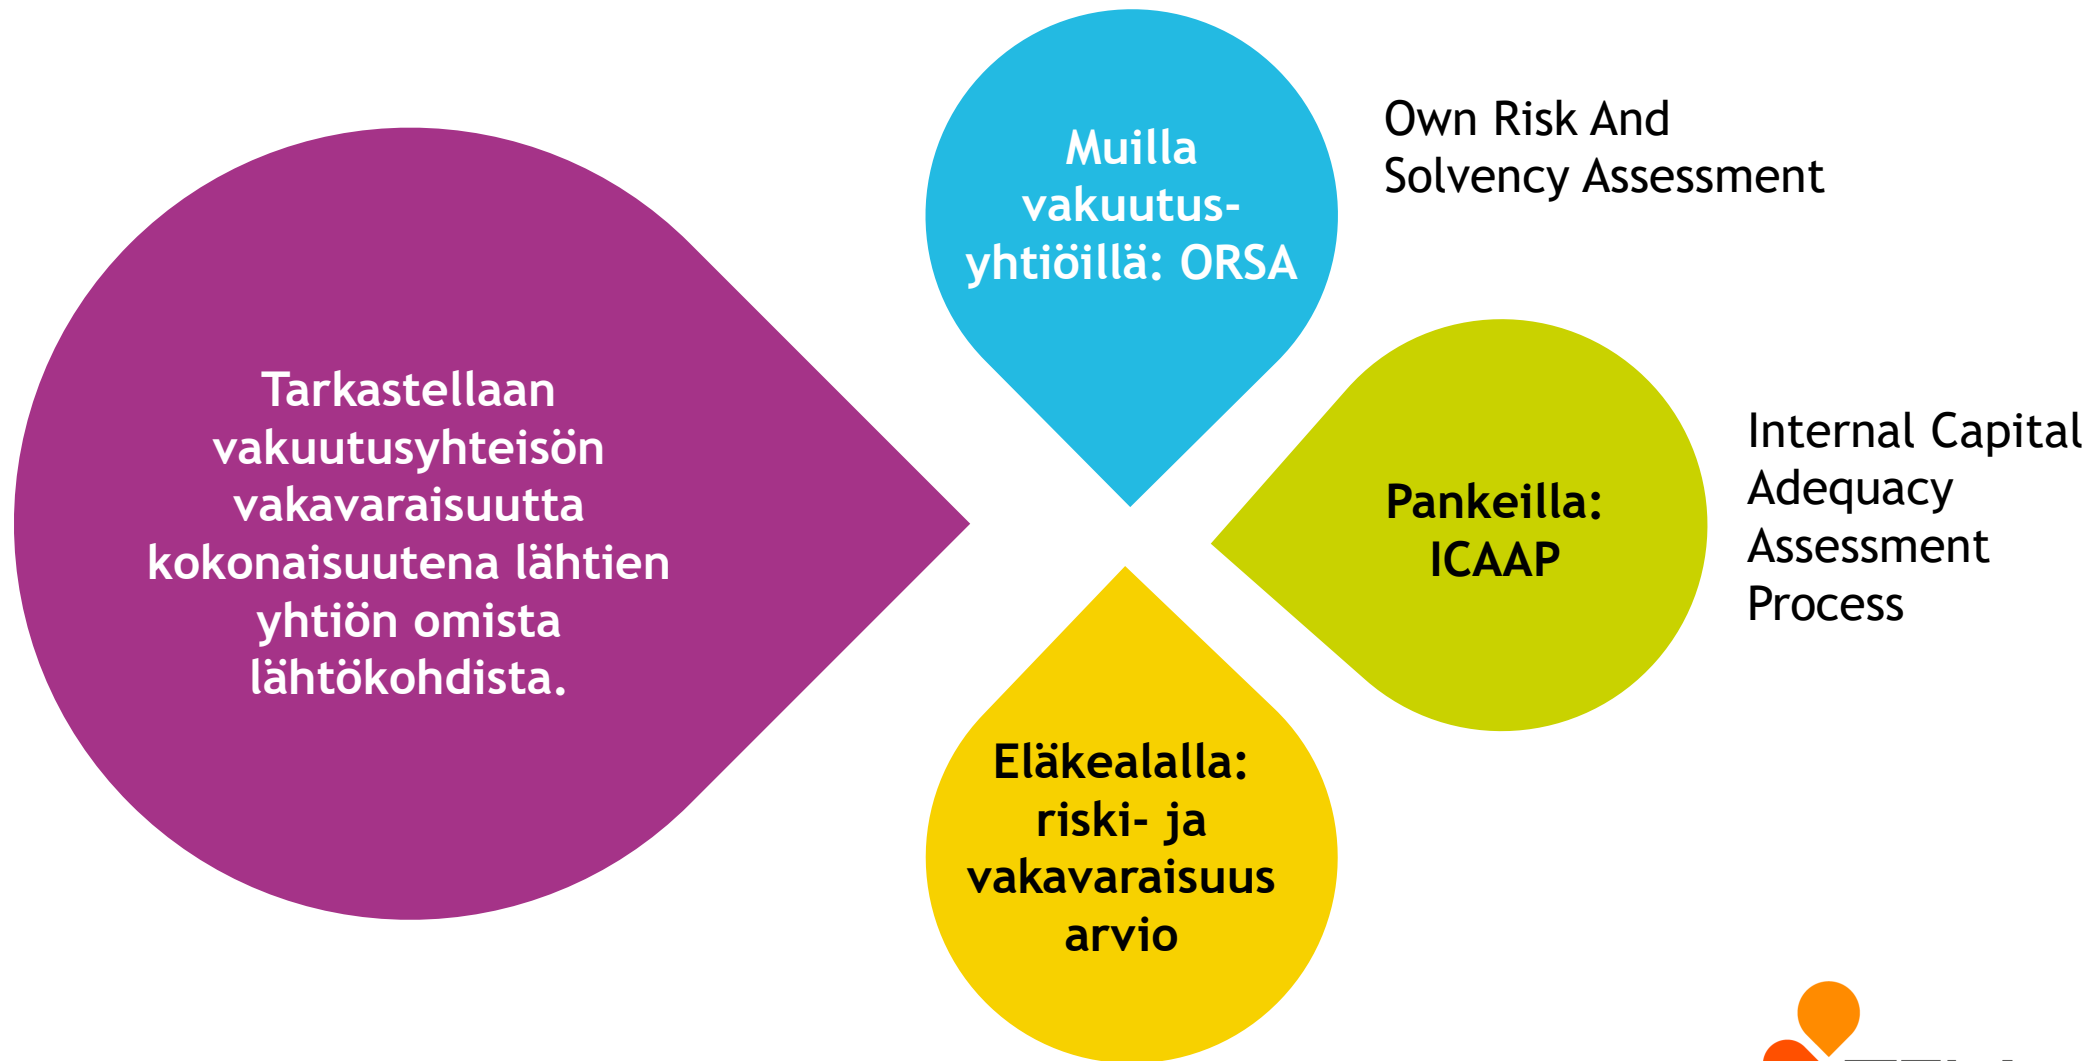 Tarkastellaan
vakuutusyhteisön
vakavaraisuutta
kokonaisuutena lähtien
yhtiön omista
lähtökohdista.
Muilla
vakuutus-
yhtiöillä: ORSA
Own Risk And
Solvency Assessment
Pankeilla:
ICAAP
Internal Capital
Adequacy
Assessment
Process
Eläkealalla:
riski- ja
vakavaraisuus
arvio